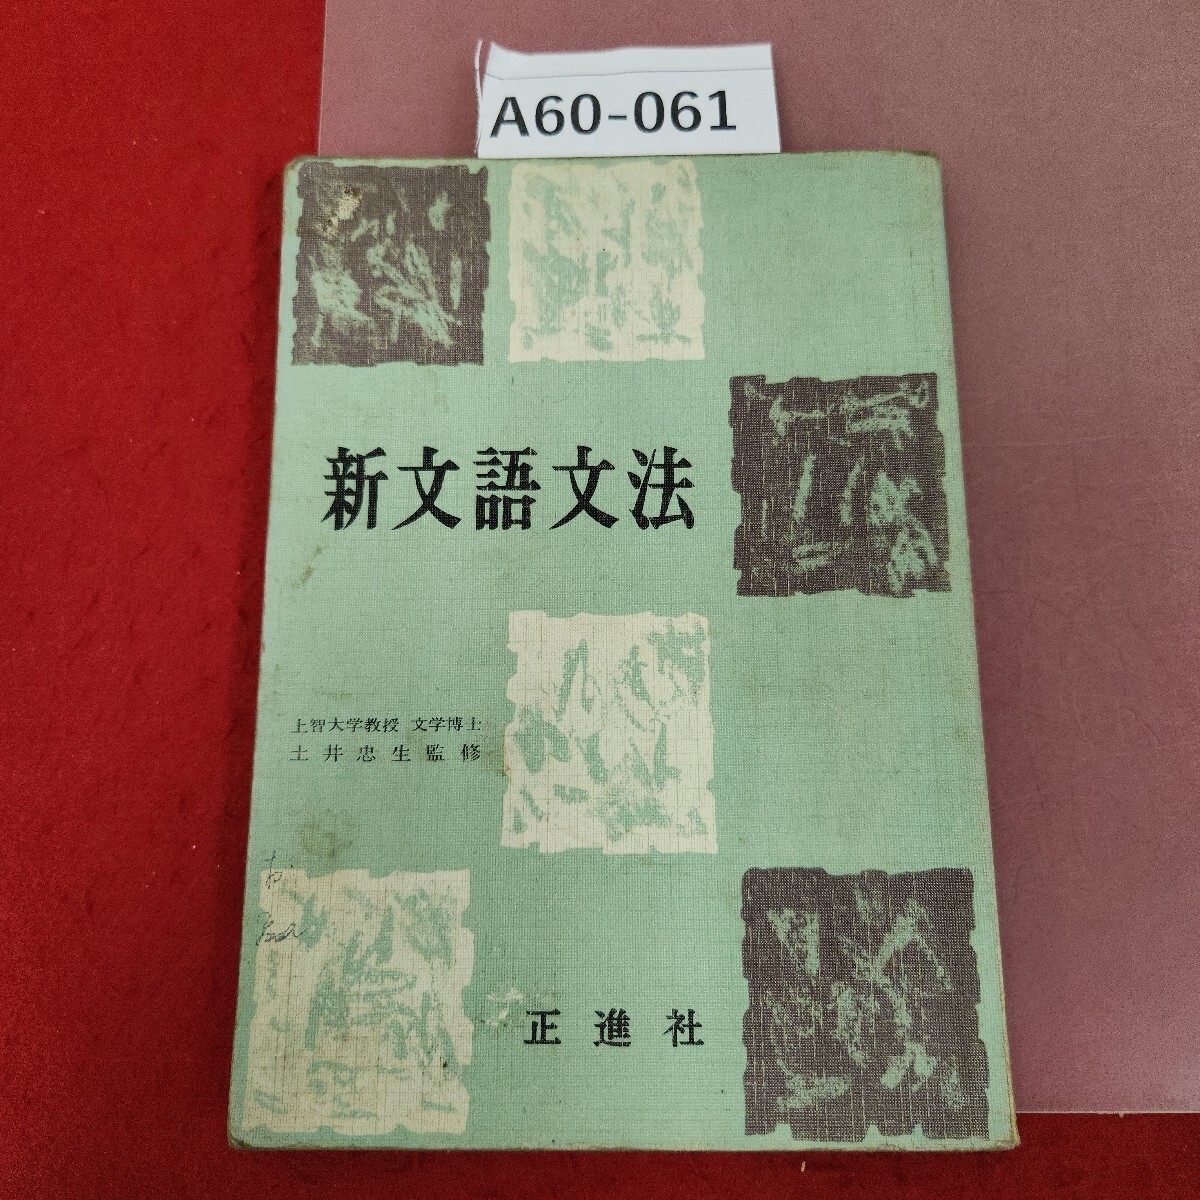 A60-061
新文語文法
上智大学教授 文学博士
土井忠生監修
正進社